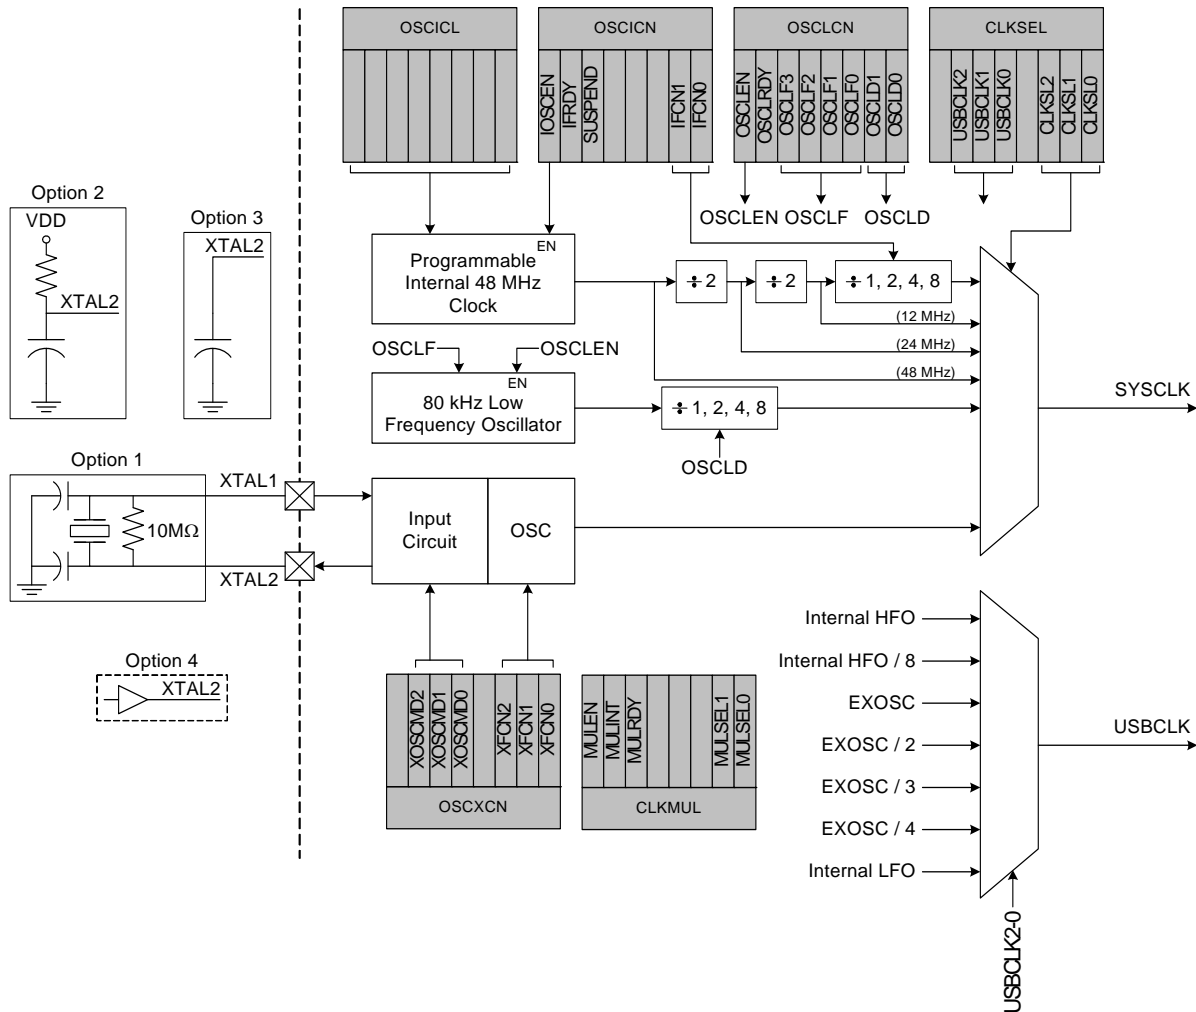 OSCICL
OSCICN
IOSCEN
IFRDY
SUSPEND
IFCN1
IFCN0
OSCLCN
OSCLEN
OSCLRDY
OSCLF3
OSCLF2
OSCLF1
OSCLF0
OSCLD1
OSCLD0
CLKSEL
USBCLK2
USBCLK1
USBCLK0
CLKSL2
CLKSL1
CLKSL0
OSCLEN OSCLF OSCLD
Option 2
VDD
XTAL2
Option 3
XTAL2
EN
Programmable
Internal 48 MHz
Clock
÷ 2
÷ 2
÷ 1, 2, 4, 8
(12 MHz)
(24 MHz)
(48 MHz)
OSCLF
OSCLEN
EN
80 kHz Low
Frequency Oscillator
÷ 1, 2, 4, 8
OSCLD
SYSCLK
Option 1
10MΩ
XTAL1
XTAL2
Input
Circuit
OSC
Option 4
XTAL2
XOSCMD2
XOSCMD1
XOSCMD0
XFCN2
XFCN1
XFCN0
OSCXCN
MULEN
MULINT
MULRDY
MULSEL1
MULSEL0
CLKMUL
Internal HFO
Internal HFO / 8
EXOSC
EXOSC / 2
EXOSC / 3
EXOSC / 4
Internal LFO
USBCLK
USBCLK2-0